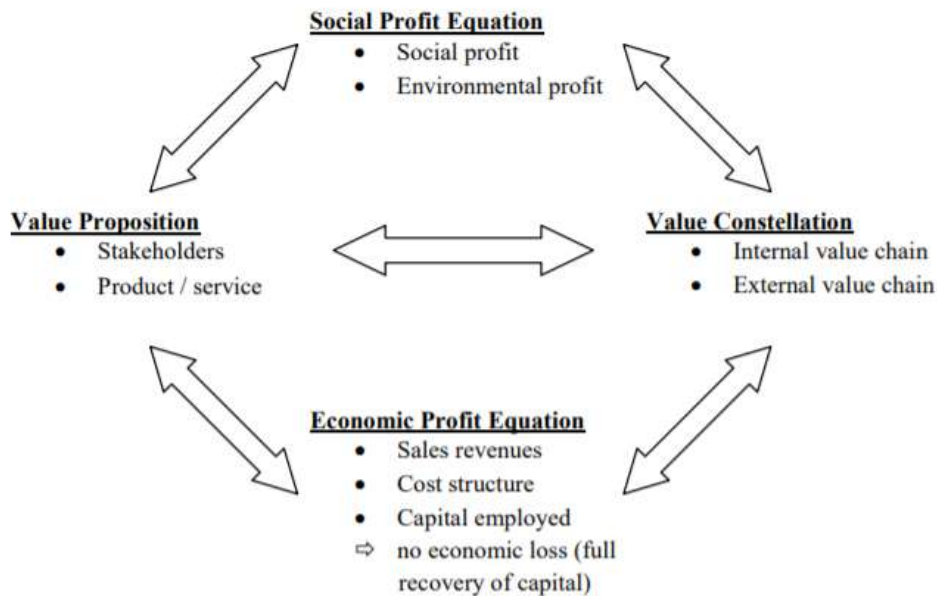 Social Profit Equation
• Social profit
• Environmental profit
Value Proposition
• Stakeholders
• Product / service
Value Constellation
• Internal value chain
• External value chain
Economic Profit Equation
• Sales revenues
• Cost structure
• Capital employed
⇨ no economic loss (full
recovery of capital)